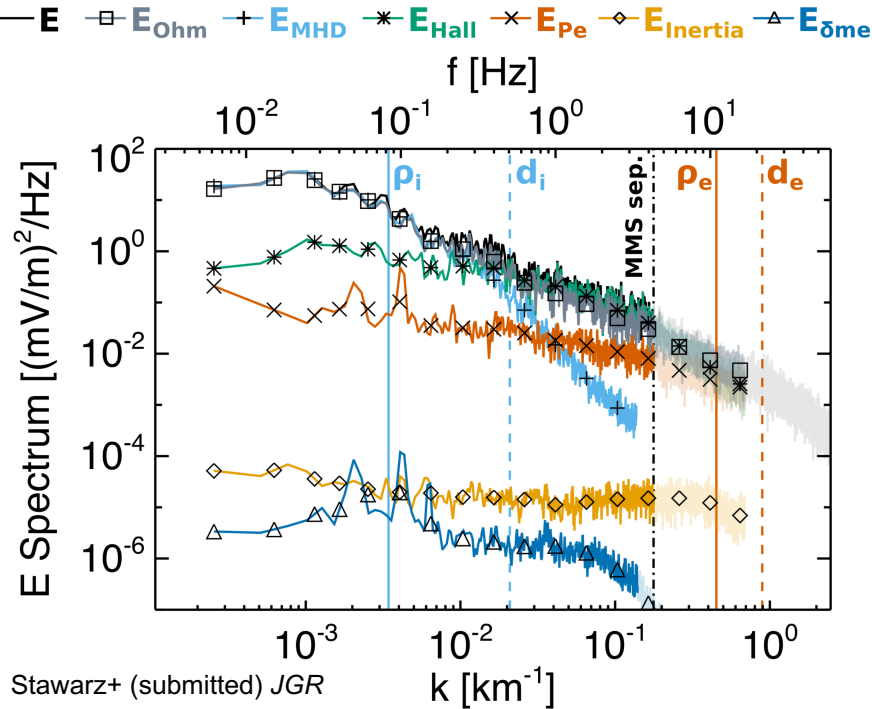 E E_Ohm E_MHD E_Hall E_Pe E_Inertia E_δme
f [Hz]
10^-2 10^-1 10^0 10^1
10^2
10^0
10^-2
10^-4
10^-6
E Spectrum [(mV/m)^2/Hz]
ρ_i d_i MMS sep. ρ_e d_e
10^-3 10^-2 10^-1 10^0
k [km^-1]
Stawarz+ (submitted) JGR